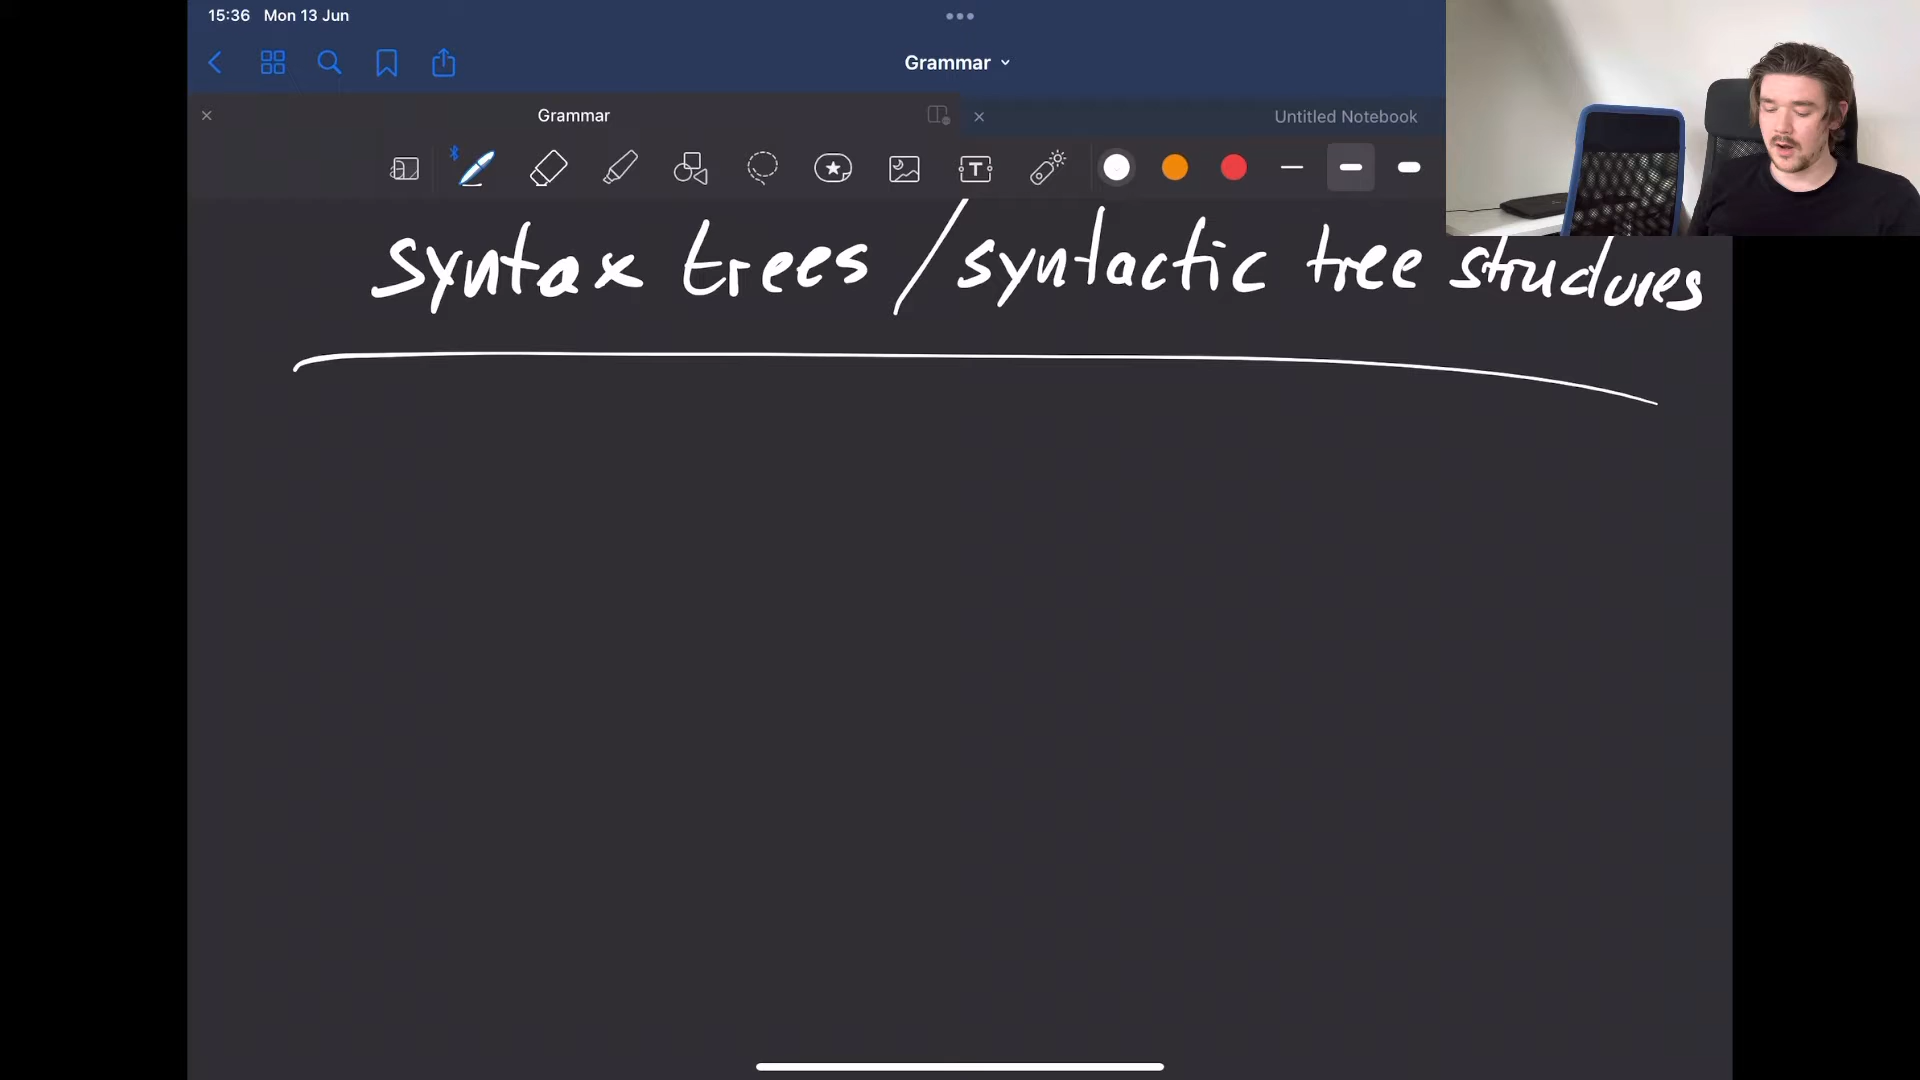 15:36 Mon 13 Jun
Grammar
Grammar
Untitled Notebook
T
syntax trees / syntactic tree structures